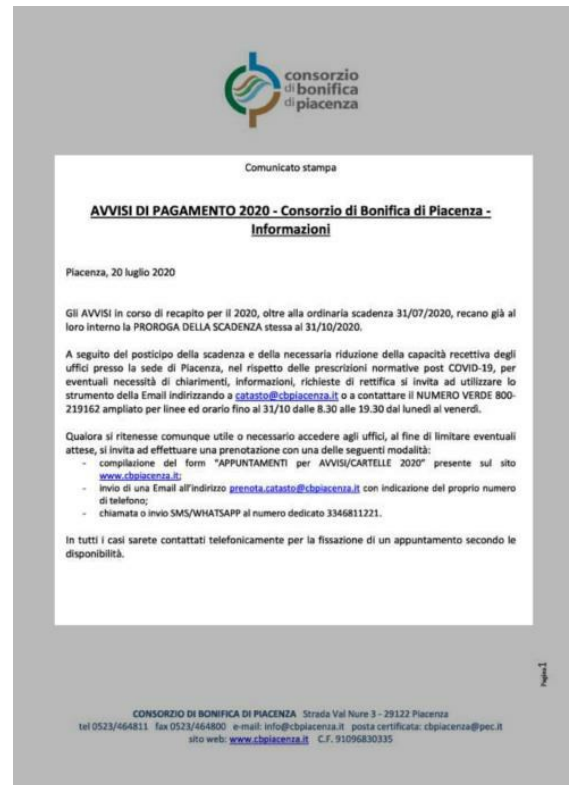 consorzio
di bonifica
di piacenza
Comunicato stampa
AVVISI DI PAGAMENTO 2020 - Consorzio di Bonifica di Piacenza -
Informazioni
Piacenza, 20 luglio 2020
Gli AVVISI in corso di recapito per il 2020, oltre alla ordinaria scadenza 31/07/2020, recano già al
loro interno la PROROGA DELLA SCADENZA stessa al 31/10/2020.
A seguito del posticipo della scadenza e della necessaria riduzione della capacità recettiva degli
uffici presso la sede di Piacenza, nel rispetto delle prescrizioni normative post COVID-19, per
eventuali necessità di chiarimenti, informazioni, richieste di rettifica si invita ad utilizzare lo
strumento della Email indirizzando a catasto@cbpiacenza.it o a contattare il NUMERO VERDE 800-
219162 ampliato per linee ed orario fino al 31/10 dalle 8.30 alle 19.30 dal lunedì al venerdì.
Qualora si ritenesse comunque utile o necessario accedere agli uffici, al fine di limitare eventuali
attese, si invita ad effettuare una prenotazione con una delle seguenti modalità:
- compilazione del form "APPUNTAMENTI per AVVISI/CARTELLE 2020" presente sul sito
www.cbpiacenza.it;
- invio di una Email all'indirizzo prenota.catasto@cbpiacenza.it con indicazione del proprio numero
di telefono;
- chiamata o invio SMS/WHATSAPP al numero dedicato 3346811221.
In tutti i casi sarete contattati telefonicamente per la fissazione di un appuntamento secondo le
disponibilità.
Pagina 1
CONSORZIO DI BONIFICA DI PIACENZA Strada Val Nure 3 - 29122 Piacenza
tel 0523/464811 fax 0523/464800 e-mail: info@cbpiacenza.it posta certificata: cbpiacenza@pec.it
sito web: www.cbpiacenza.it C.F. 91096830335